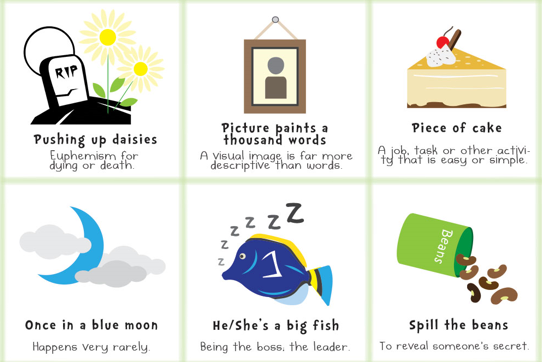 RIP
Pushing up daisies
Euphemism for
dying or death.
Picture paints a
thousand words
A visual image is far more
descriptive than words.
Piece of cake
A job, task or other activi-
ty that is easy or simple.
Once in a blue moon
Happens very rarely.
z z z z Z Z
He/She's a big fish
Being the boss; the leader.
Beans
Spill the beans
To reveal someone's secret.